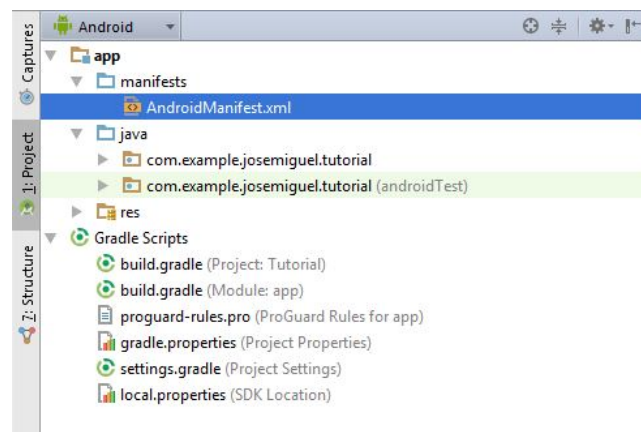 Captures
1: Project
7: Structure
Android
app
manifests
AndroidManifest.xml
java
com.example.josemiguel.tutorial
com.example.josemiguel.tutorial (androidTest)
res
Gradle Scripts
build.gradle (Project: Tutorial)
build.gradle (Module: app)
proguard-rules.pro (ProGuard Rules for app)
gradle.properties (Project Properties)
settings.gradle (Project Settings)
local.properties (SDK Location)